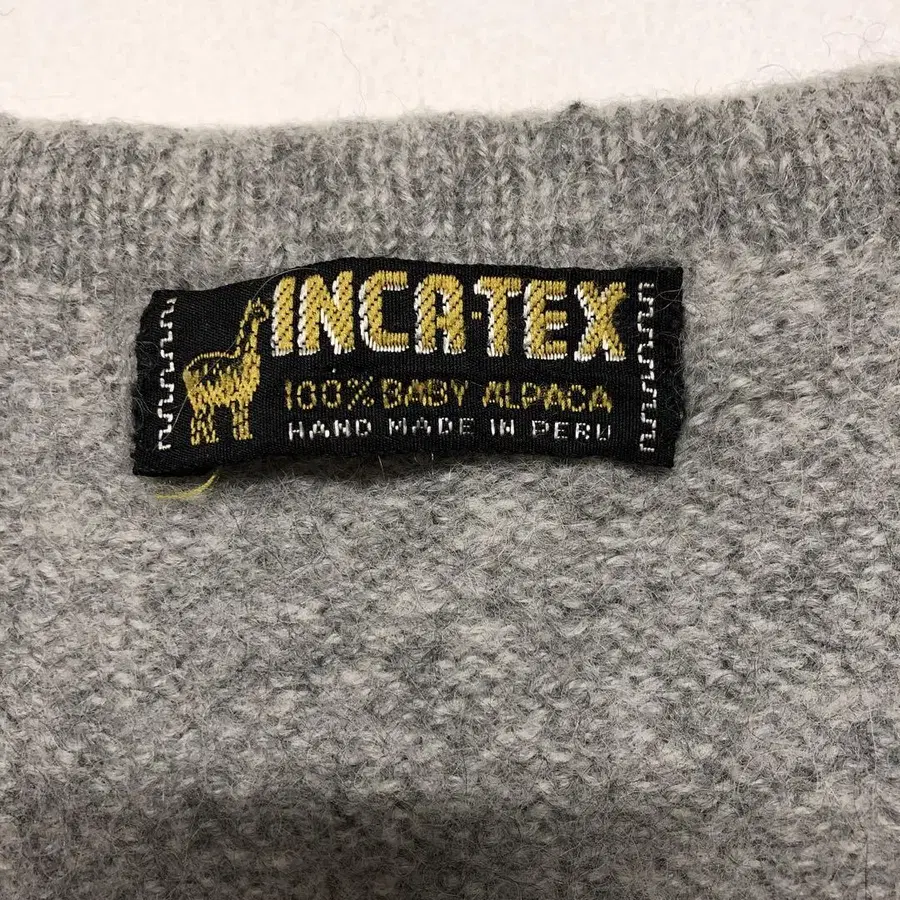 INCA-TEX
100% BABY ALPACA
HAND MADE IN PERU